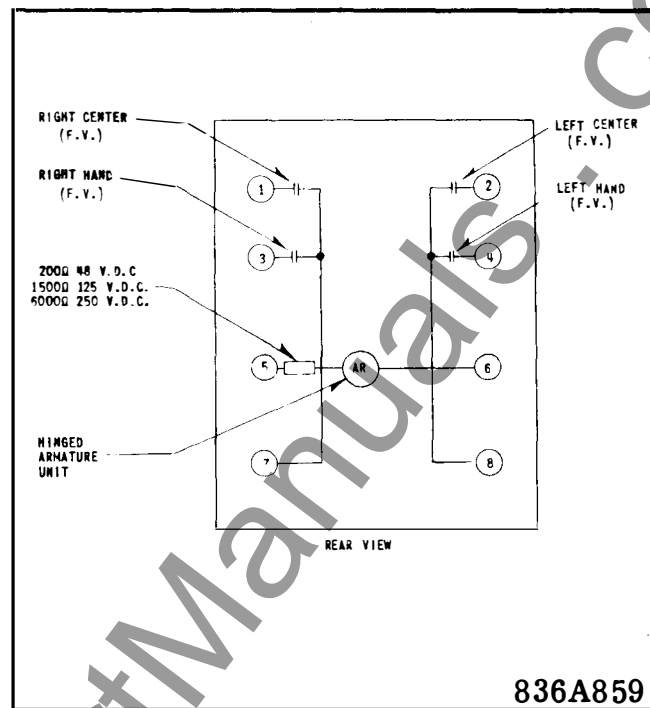 RIGHT CENTER
(F.V.)
RIGHT HAND
(F.V.)
LEFT CENTER
(F.V.)
LEFT HAND
(F.V.)
1
2
3
4
200Ω 48 V.D.C
1500Ω 125 V.D.C.
6000Ω 250 V.D.C.
5
AR
6
HINGED
ARMATURE
UNIT
7
8
REAR VIEW
836A859